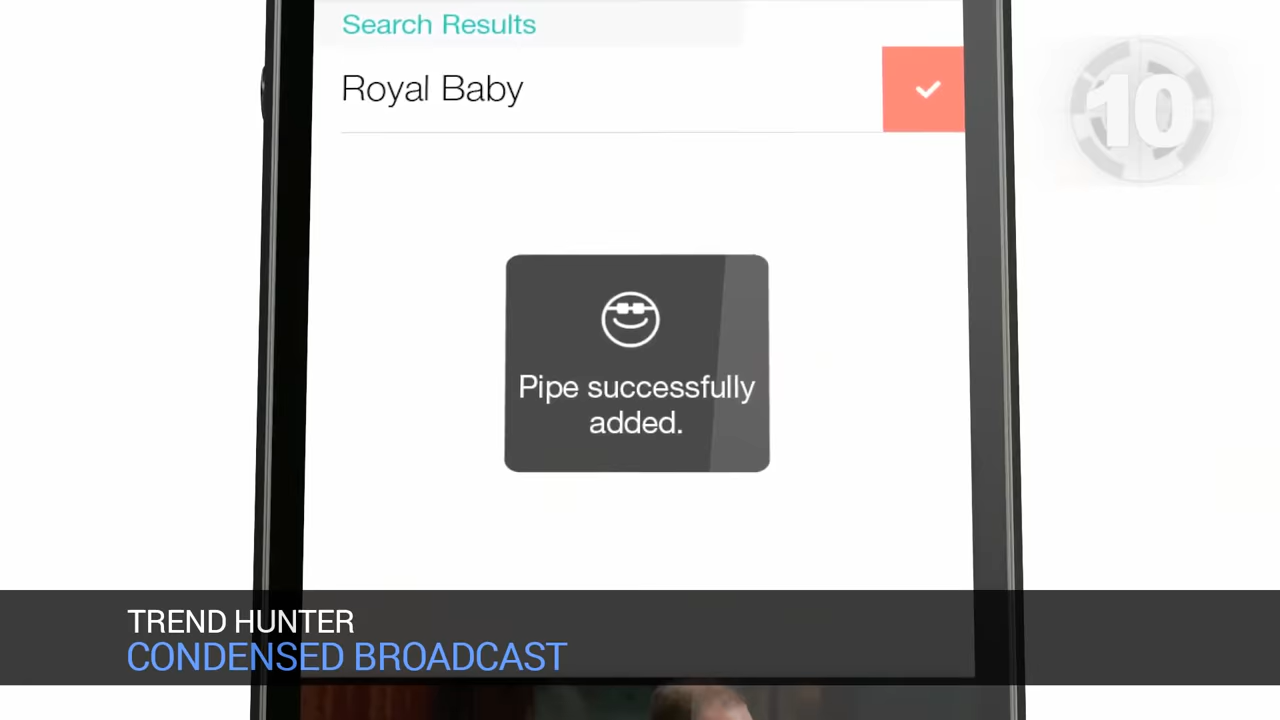 Search Results
Royal Baby
10
Pipe successfully
added.
TREND HUNTER
CONDENSED BROADCAST